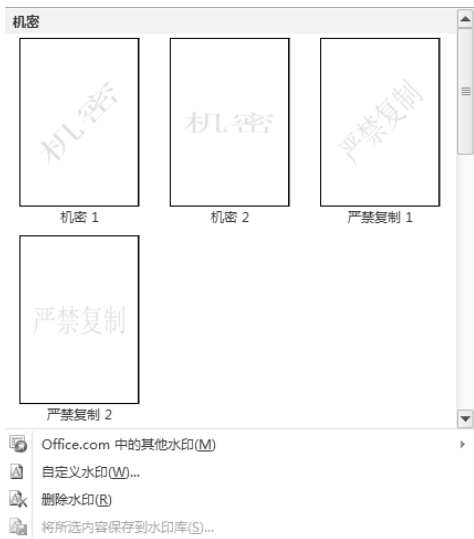 机密
机密
机密
严禁复制
机密 1
机密 2
严禁复制 1
严禁复制
严禁复制 2
Office.com 中的其他水印(M)
自定义水印(W)...
删除水印(R)
将所选内容保存到水印库(S)...